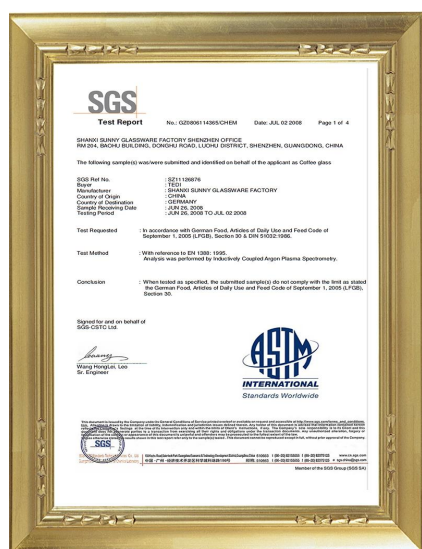 SGS
Test Report No.: GZ0806114365/CHEM Date: JUL 02 2008 Page 1 of 4
SHANXI SUNNY GLASSWARE FACTORY SHENZHEN OFFICE
RM 204, BAOHU BUILDING, DONGHU ROAD, LUOHU DISTRICT, SHENZHEN, GUANGDONG, CHINA
The following sample(s) was/were submitted and identified on behalf of the applicant as Coffee glass
SGS Ref No. : SZ11126876
Buyer : TEDI
Manufacturer : SHANXI SUNNY GLASSWARE FACTORY
Country of Origin : CHINA
Country of Destination : GERMANY
Sample Receiving Date : JUN 26, 2008
Testing Period : JUN 26, 2008 TO JUL 02 2008
Test Requested : In accordance with German Food, Articles of Daily Use and Feed Code of
September 1, 2005 (LFGB), Section 30 & DIN 51032:1986.
Test Method : With reference to EN 1388: 1995.
Analysis was performed by Inductively Coupled Argon Plasma Spectrometry.
Conclusion : When tested as specified, the submitted sample(s) do not comply with the limit as stated
the German Food, Articles of Daily Use and Feed Code of September 1, 2005 (LFGB),
Section 30.
Signed for and on behalf of
SGS-CSTC Ltd.
Wang HongLei, Leo
Sr. Engineer
ASTM
INTERNATIONAL
Standards Worldwide
SGS
www.cn.sgs.com
Member of the SGS Group (SGS SA)